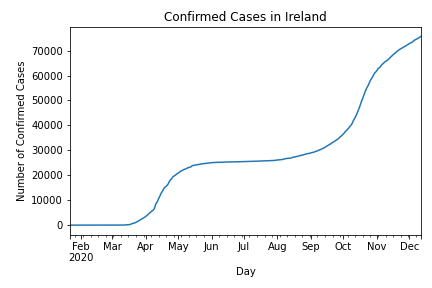 Confirmed Cases in Ireland
Number of Confirmed Cases
70000
60000
50000
40000
30000
20000
10000
0
Feb Mar Apr May Jun Jul Aug Sep Oct Nov Dec
2020
Day